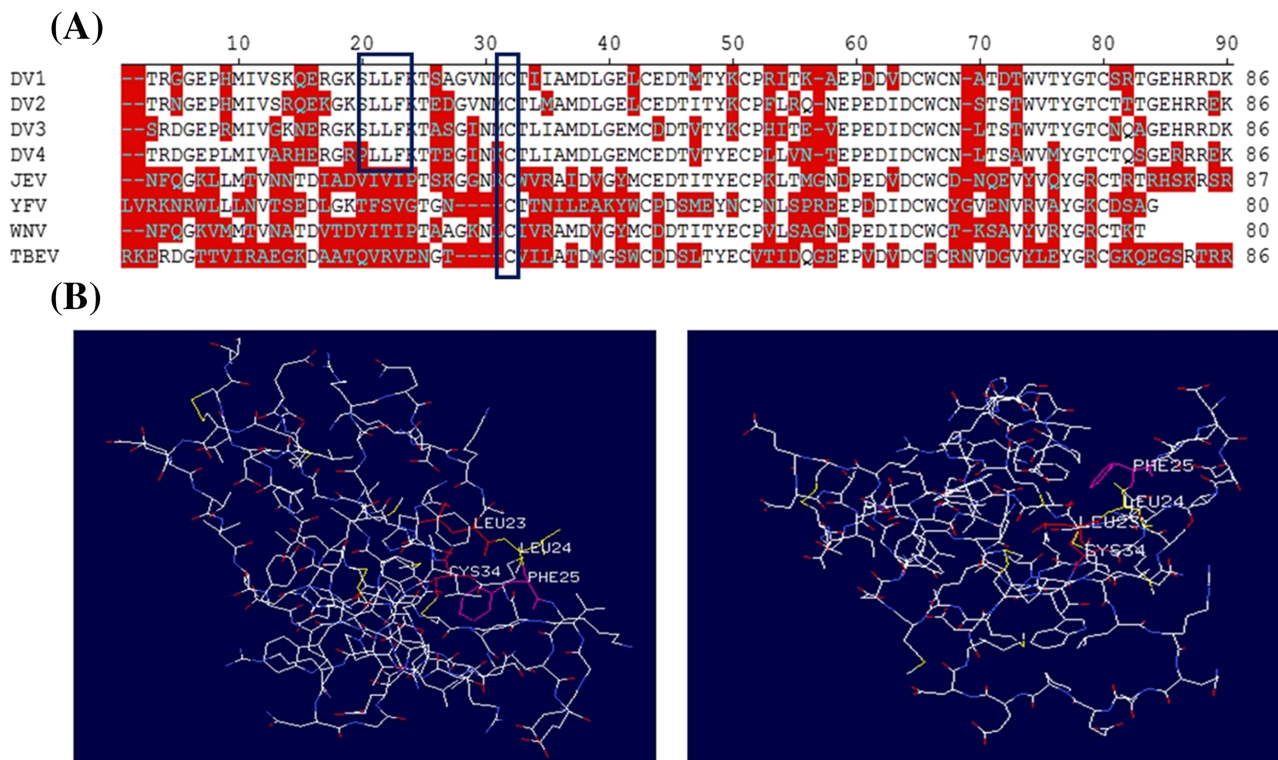 (A)
10 20 30 40 50 60 70 80 90
DV1 --TRGGEPHMIVSKQERGKSLLFKTSAGVNMCTIIAMDLGELCEDTMTYKCPRITK-AEPDDVDCWCN-ATDTWVTYGTCSRTGEHRRDK 86
DV2 --TRNGEPHMIVSRQEKGKSLLFKTEDGVNMCTLMAMDLGELCEDTITYKCPFLRQ-NEPEDIDCWCN-STSTWVTYGTCTTTGEHRREK 86
DV3 --SRDGEPRMIVGKNERGKSLLFKTASGINMCTLIAMDLGEMCDDTVTYKCPHITE-VEPEDIDCWCN-LTSTWVTYGTCNQAGEHRRDK 86
DV4 --TRDGEPLMIVARHERGRPLLFKTTEGINKCTLIAMDLGEMCEDTVTYECPLLVN-TEPEDIDCWCN-LTSAWVMYGTCTQSGERRREK 86
JEV --NFQGKLLMTVNNTDIADVIVIPTSKGGNRCWVRAIDVGYMCEDTITYECPKLTMGNDPEDVDCWCD-NQEVYVQYGRCTRTRHSKRSR 87
YFV LVRKNRWLLLNVTSEDLGKTFSVGTGN----CTTNILEAKYWCPDSMEYNCPNLSPREEPDDIDCWCYGVENVRVAYGKCDSAG 80
WNV --NFQGKVMMTVNATDVTDVITIPTAAGKNLCIVRAMDVGYMCDDTITYECPVLSAGNDPEDIDCWCT-KSAVYVRYGRCTKT 80
TBEV RKERDGTTVIRAEGKDAATQVRVENGT----CVILATDMGSWCDDSLTYECVTIDQGEEPVDVDCFCRNVDGVYLEYGRCGKQEGSRTRR 86
(B)
LEU23
LEU24
CYS34
PHE25
PHE25
LEU24
LEU23
CYS34